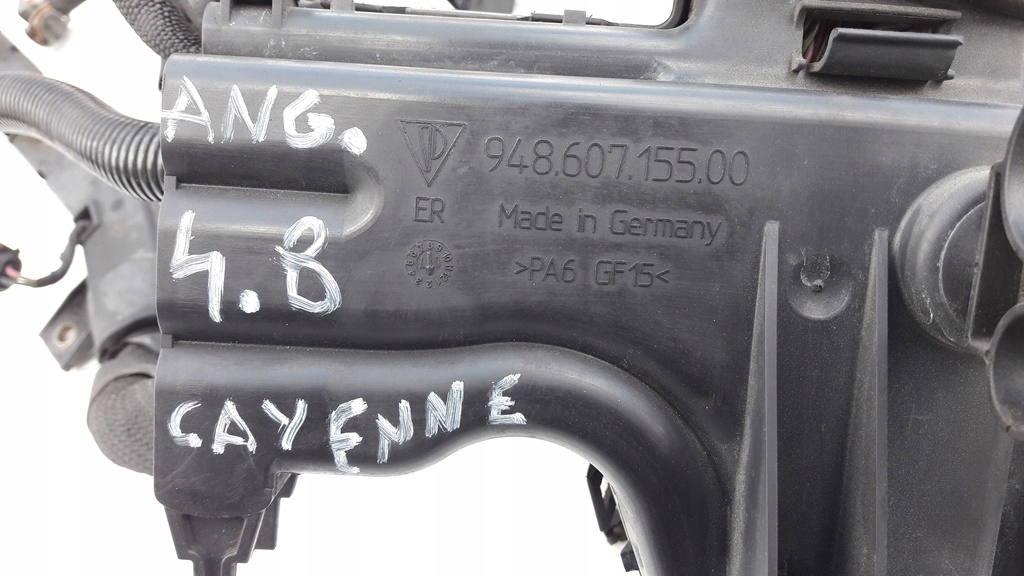 ANG.
948.607.155.00
ER
Made in Germany
4.8
>PA6 GF15<
CAYENNE